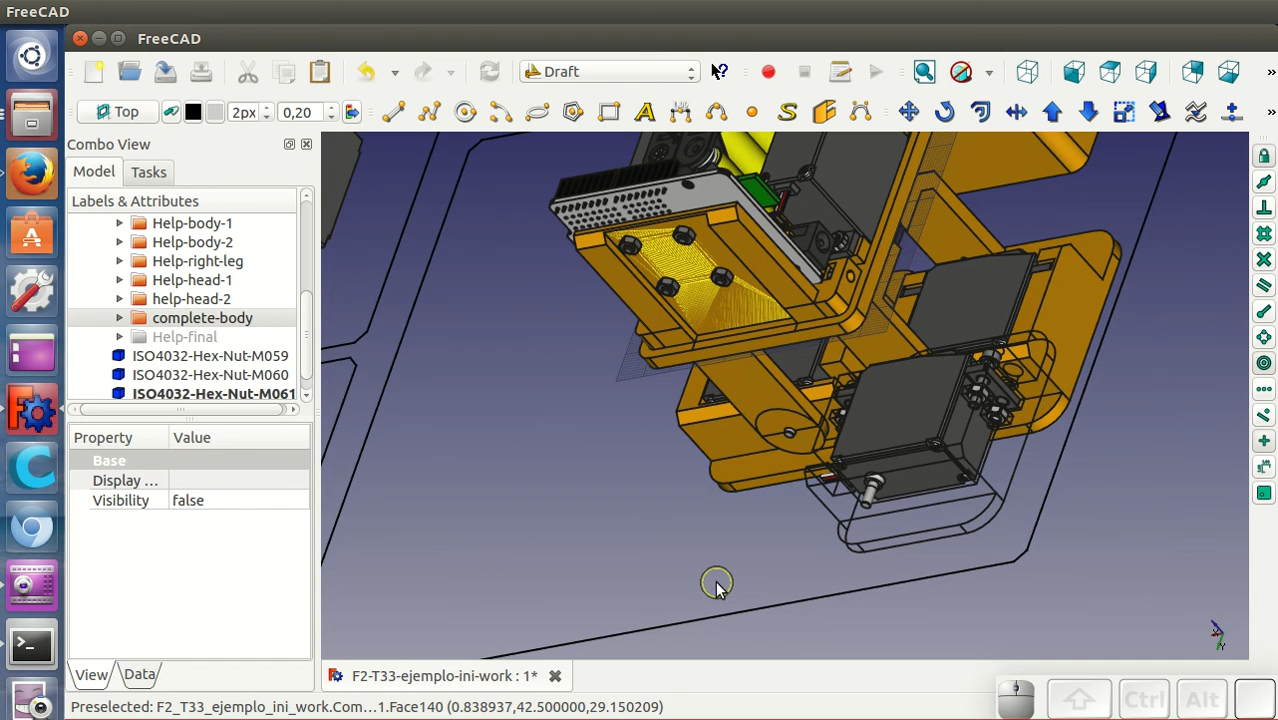 FreeCAD
FreeCAD
Draft
Top
2px
0,20
Combo View
Model
Tasks
Labels & Attributes
Help-body-1
Help-body-2
Help-right-leg
Help-head-1
help-head-2
complete-body
Help-final
ISO4032-Hex-Nut-M059
ISO4032-Hex-Nut-M060
ISO4032-Hex-Nut-M061
Property
Value
Base
Display ...
Visibility
false
View
Data
F2-T33-ejemplo-ini-work : 1*
Preselected: F2_T33_ejemplo_ini_work.Com...1.Face140 (0.838937,42.500000,29.150209)
Ctrl
Alt